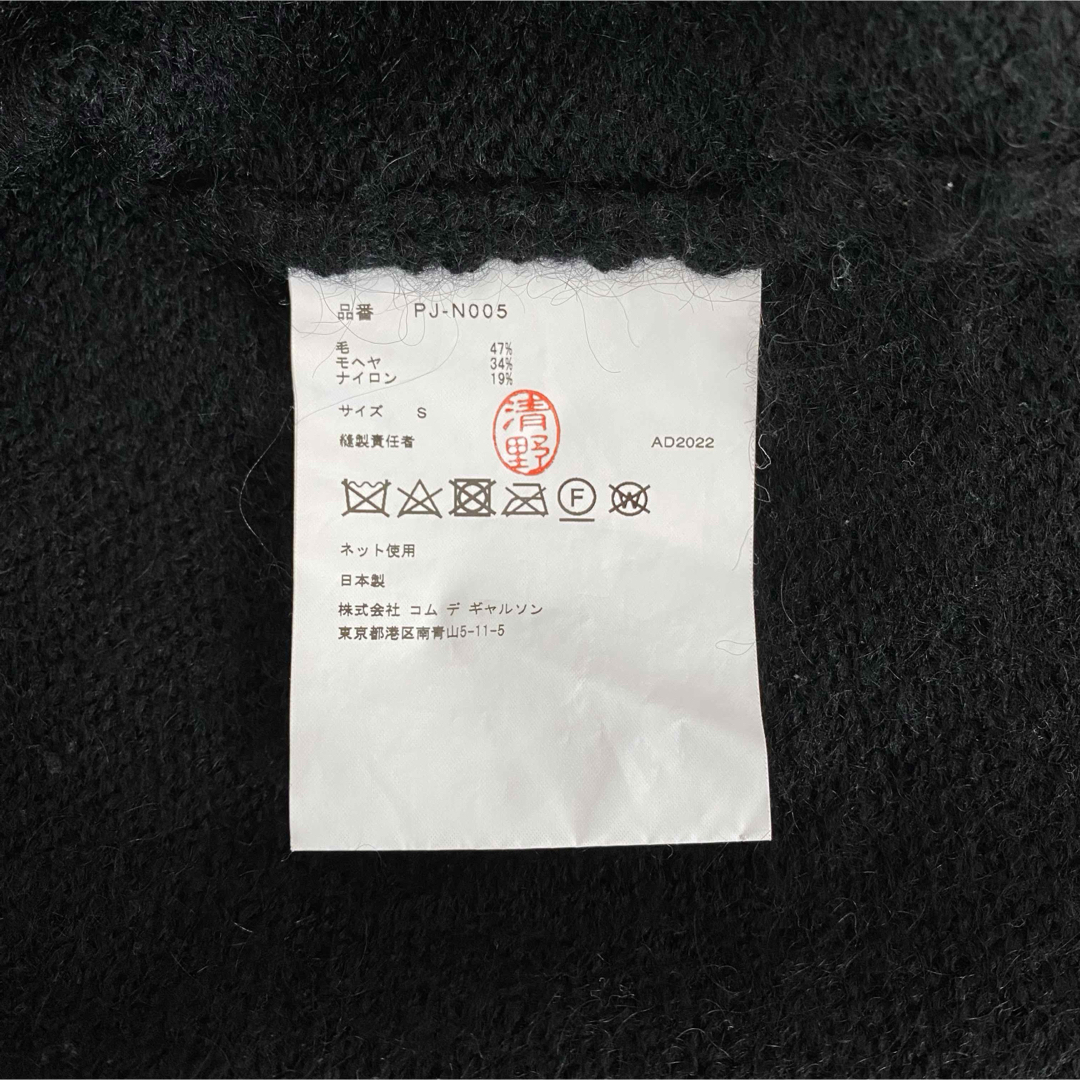 品番 PJ-N005
毛 47%
モヘヤ 34%
ナイロン 19%
サイズ S
清野
縫製責任者 AD2022
F W
ネット使用
日本製
株式会社 コム デ ギャルソン
東京都港区南青山5-11-5